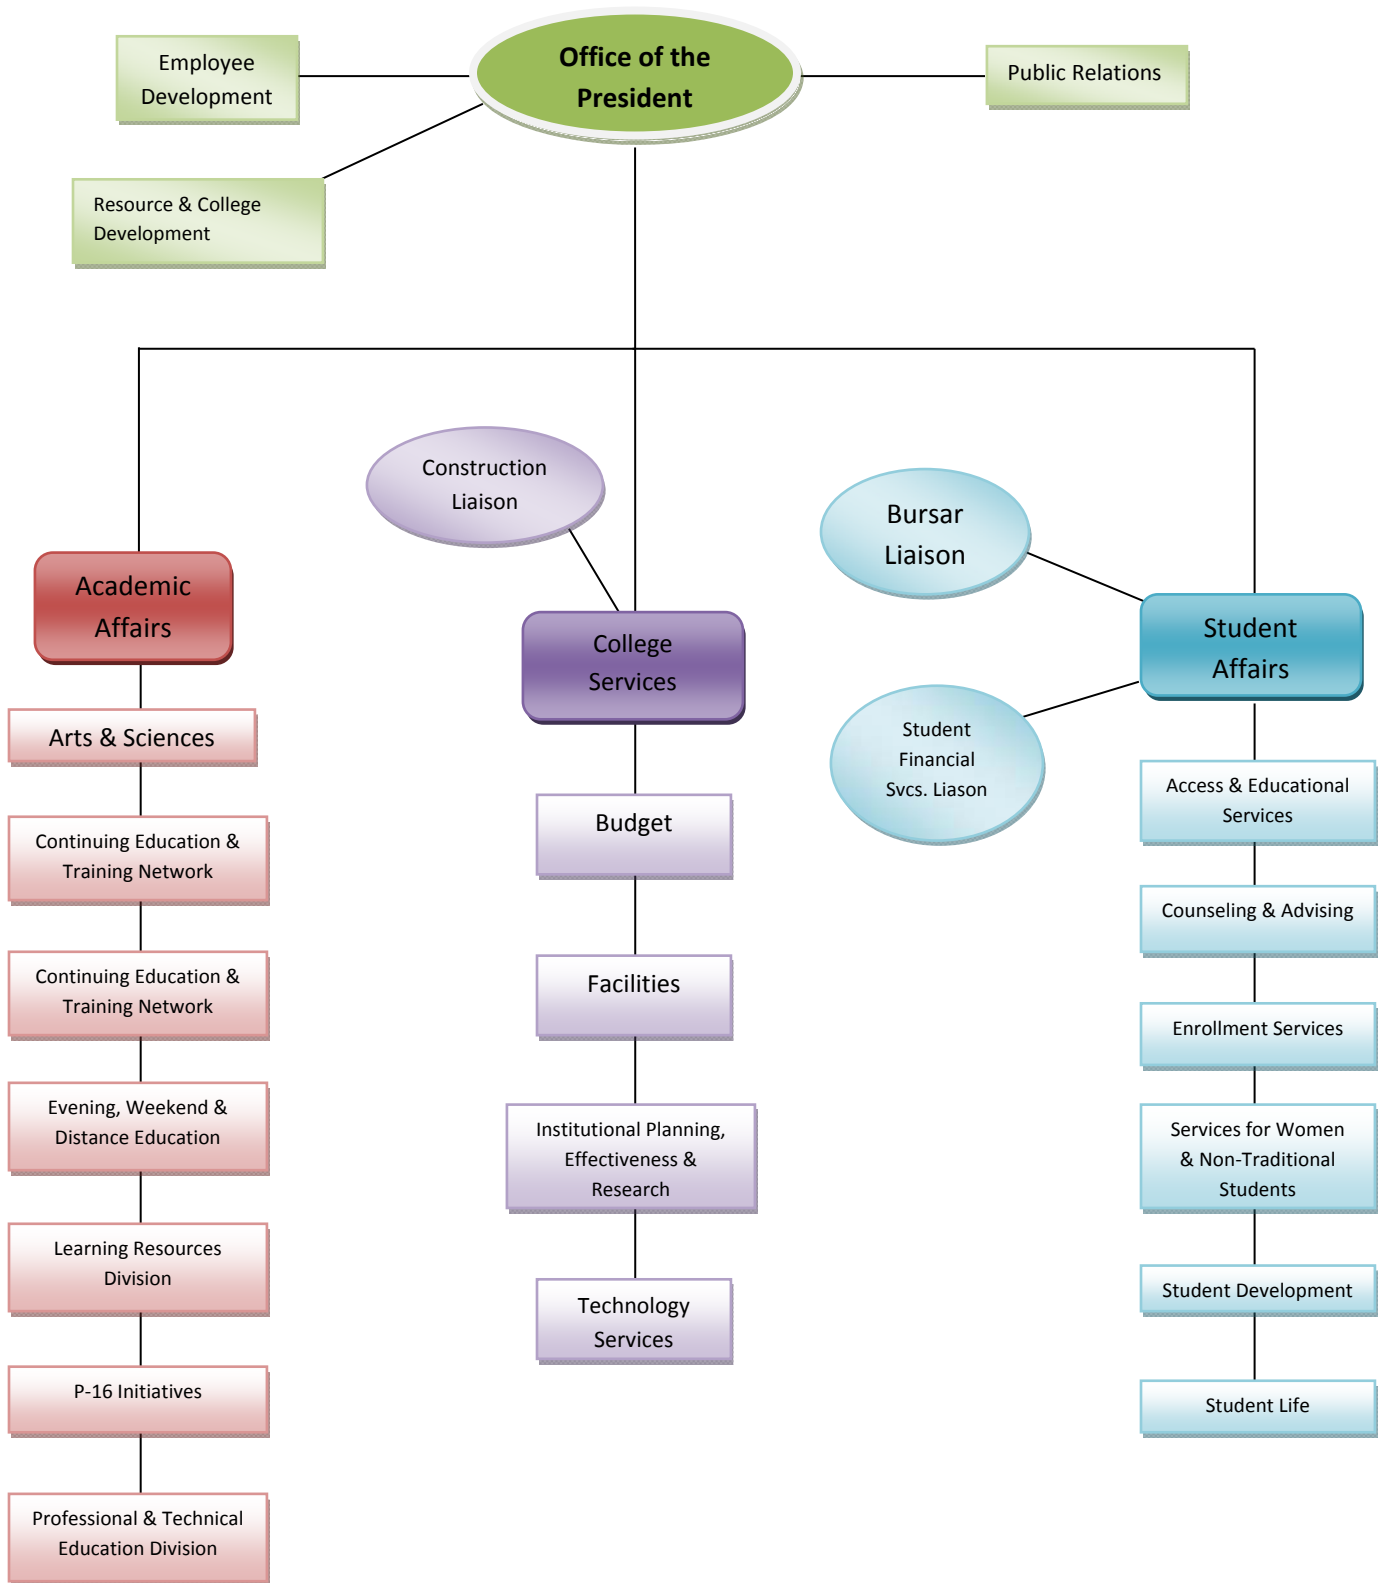 Office of the
President
Employee
Development
Public Relations
Resource & College
Development
Construction
Liaison
Bursar
Liaison
Academic
Affairs
College
Services
Student
Affairs
Student
Financial
Svcs. Liason
Arts & Sciences
Continuing Education &
Training Network
Continuing Education &
Training Network
Evening, Weekend &
Distance Education
Learning Resources
Division
P-16 Initiatives
Professional & Technical
Education Division
Budget
Facilities
Institutional Planning,
Effectiveness &
Research
Technology
Services
Access & Educational
Services
Counseling & Advising
Enrollment Services
Services for Women
& Non-Traditional
Students
Student Development
Student Life